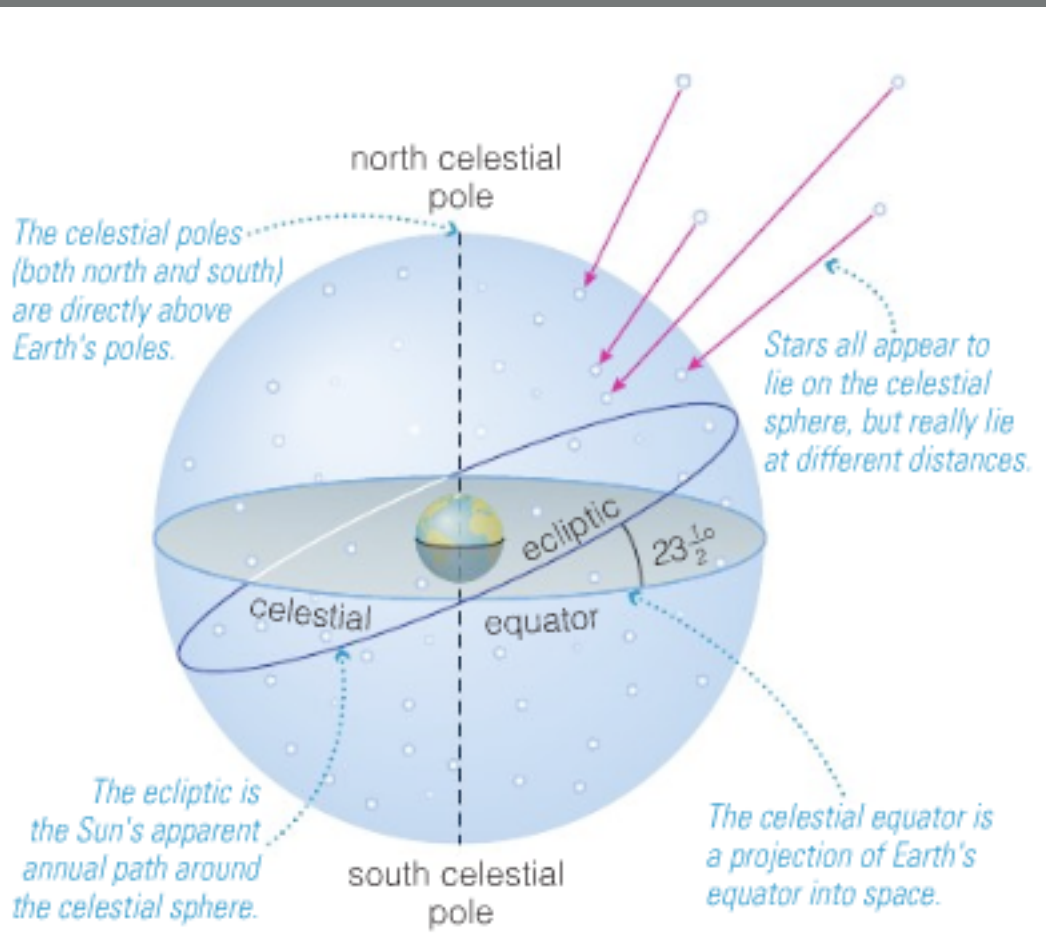 north celestial
pole
The celestial poles
(both north and south)
are directly above
Earth's poles.
Stars all appear to
lie on the celestial
sphere, but really lie
at different distances.
ecliptic
23½°
celestial
equator
The ecliptic is
the Sun's apparent
annual path around
the celestial sphere.
The celestial equator is
a projection of Earth's
equator into space.
south celestial
pole